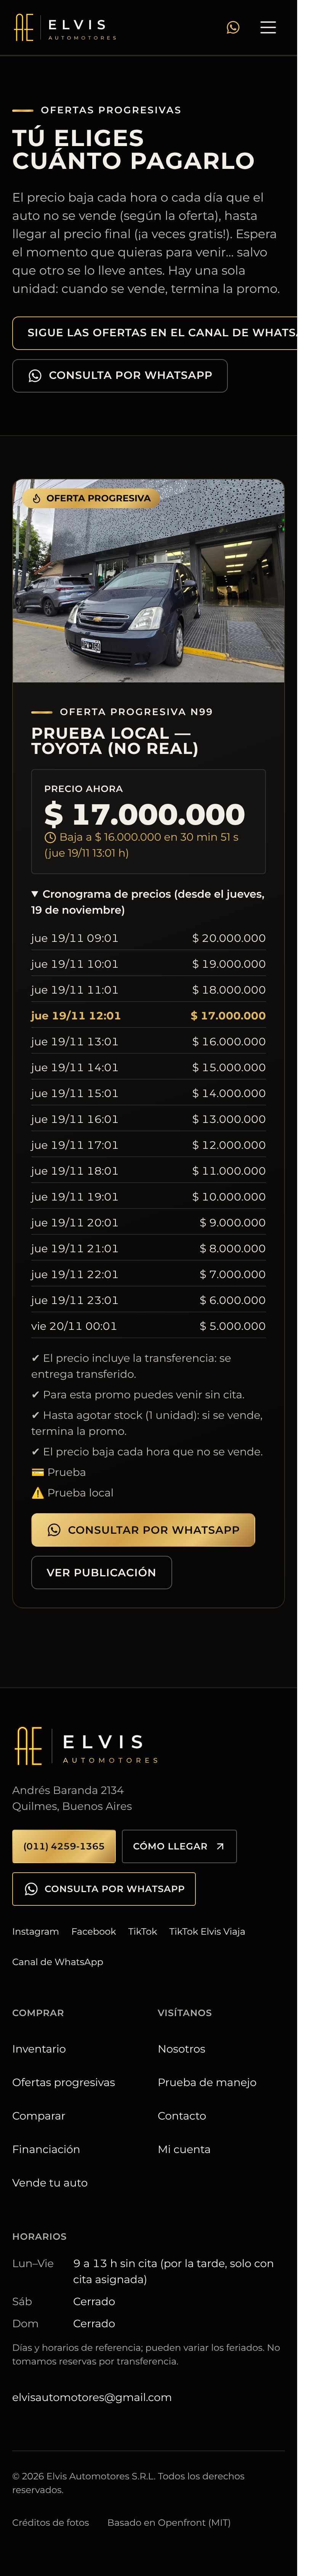 ELVIS
AUTOMOTORES
OFERTAS PROGRESIVAS
TÚ ELIGES
CUÁNTO PAGARLO
El precio baja cada hora o cada día que el
auto no se vende (según la oferta), hasta
llegar al precio final (¡a veces gratis!). Espera
el momento que quieras para venir… salvo
que otro se lo lleve antes. Hay una sola
unidad: cuando se vende, termina la promo.
SIGUE LAS OFERTAS EN EL CANAL DE WHATSA
CONSULTA POR WHATSAPP
OFERTA PROGRESIVA
OFERTA PROGRESIVA N99
PRUEBA LOCAL —
TOYOTA (NO REAL)
PRECIO AHORA
$ 17.000.000
Baja a $ 16.000.000 en 30 min 51 s
(jue 19/11 13:01 h)
▼ Cronograma de precios (desde el jueves,
19 de noviembre)
jue 19/11 09:01 $ 20.000.000
jue 19/11 10:01 $ 19.000.000
jue 19/11 11:01 $ 18.000.000
jue 19/11 12:01 $ 17.000.000
jue 19/11 13:01 $ 16.000.000
jue 19/11 14:01 $ 15.000.000
jue 19/11 15:01 $ 14.000.000
jue 19/11 16:01 $ 13.000.000
jue 19/11 17:01 $ 12.000.000
jue 19/11 18:01 $ 11.000.000
jue 19/11 19:01 $ 10.000.000
jue 19/11 20:01 $ 9.000.000
jue 19/11 21:01 $ 8.000.000
jue 19/11 22:01 $ 7.000.000
jue 19/11 23:01 $ 6.000.000
vie 20/11 00:01 $ 5.000.000
✔ El precio incluye la transferencia: se
entrega transferido.
✔ Para esta promo puedes venir sin cita.
✔ Hasta agotar stock (1 unidad): si se vende,
termina la promo.
✔ El precio baja cada hora que no se vende.
💳 Prueba
⚠️ Prueba local
CONSULTAR POR WHATSAPP
VER PUBLICACIÓN
ELVIS
AUTOMOTORES
Andrés Baranda 2134
Quilmes, Buenos Aires
(011) 4259-1365 CÓMO LLEGAR
CONSULTA POR WHATSAPP
Instagram Facebook TikTok TikTok Elvis Viaja
Canal de WhatsApp
COMPRAR VISÍTANOS
Inventario Nosotros
Ofertas progresivas Prueba de manejo
Comparar Contacto
Financiación Mi cuenta
Vende tu auto
HORARIOS
Lun–Vie 9 a 13 h sin cita (por la tarde, solo con
cita asignada)
Sáb Cerrado
Dom Cerrado
Días y horarios de referencia; pueden variar los feriados. No
tomamos reservas por transferencia.
elvisautomotores@gmail.com
© 2026 Elvis Automotores S.R.L. Todos los derechos
reservados.
Créditos de fotos Basado en Openfront (MIT)